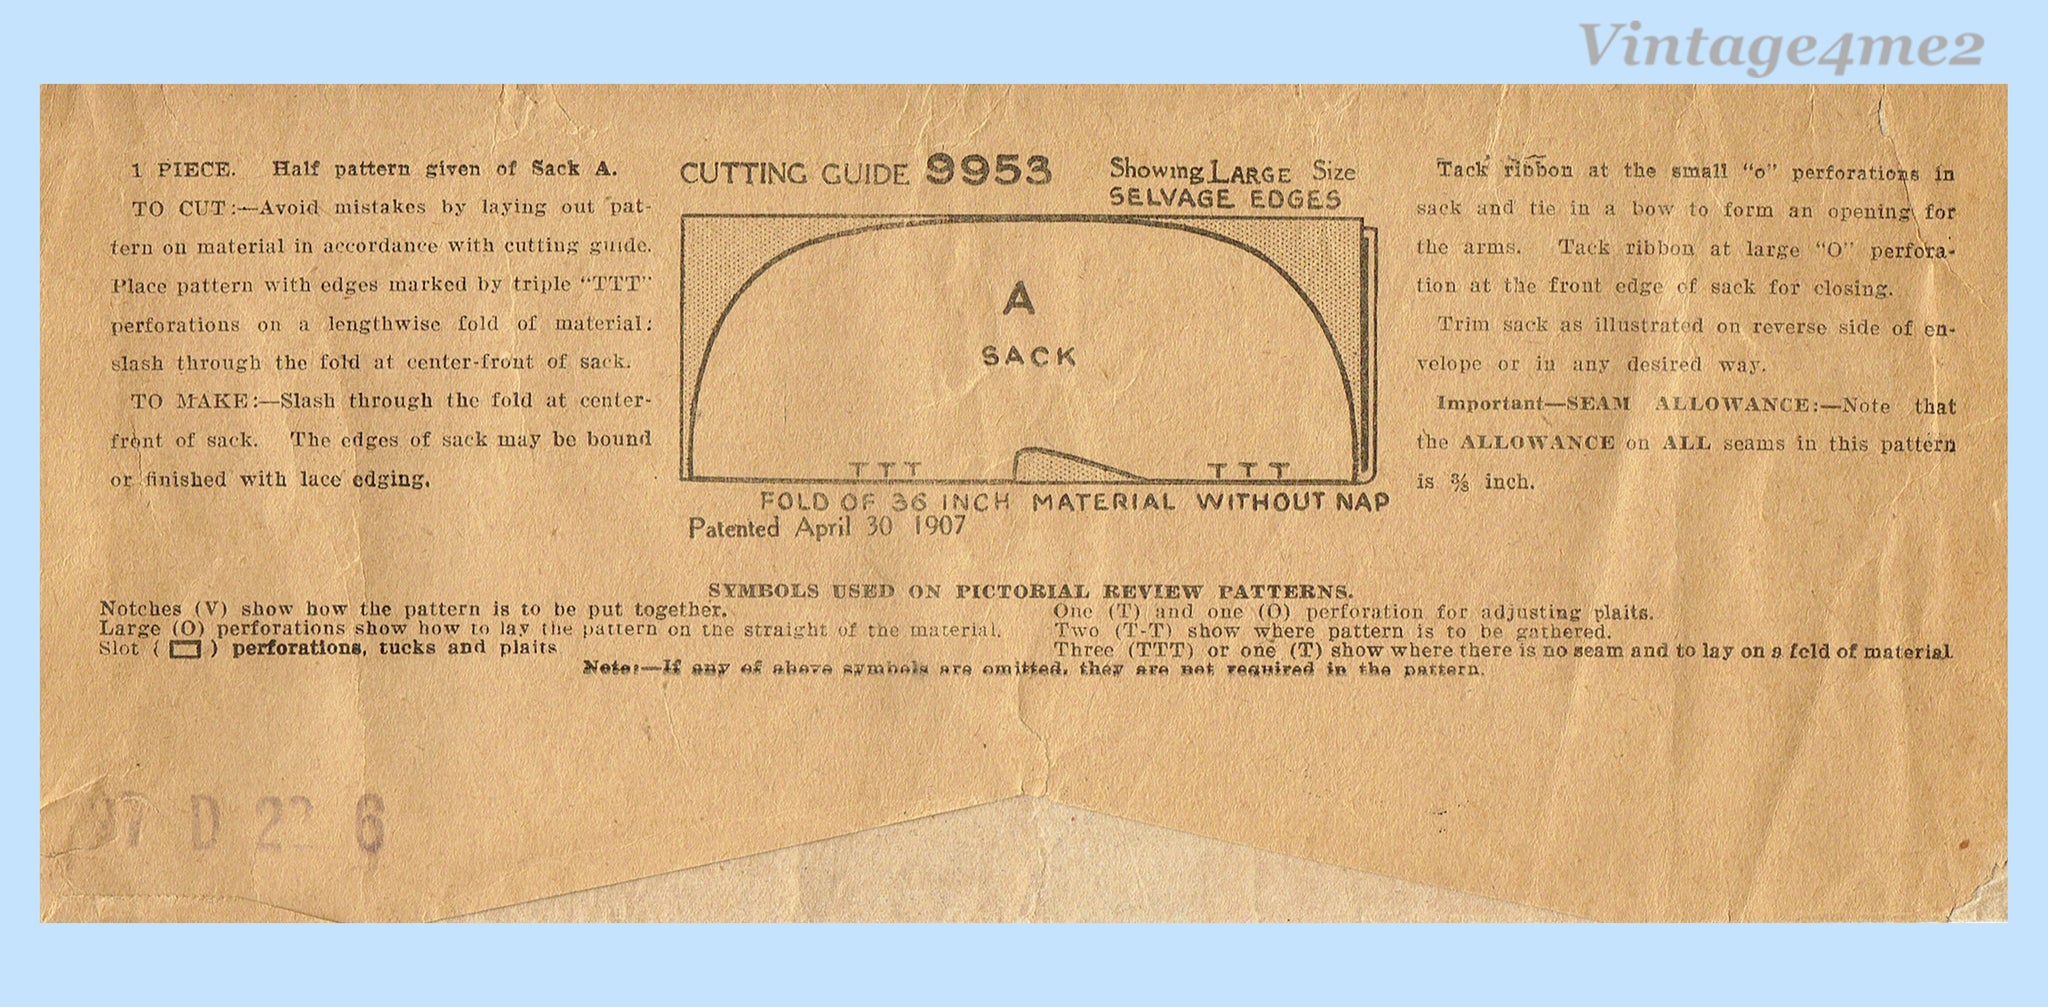 Vintage4me2
1 PIECE. Half pattern given of Sack A.
TO CUT:—Avoid mistakes by laying out pat-
tern on material in accordance with cutting guide.
Place pattern with edges marked by triple "TTT"
perforations on a lengthwise fold of material;
slash through the fold at center-front of sack.
TO MAKE:—Slash through the fold at center-
front of sack. The edges of sack may be bound
or finished with lace edging.
CUTTING GUIDE 9953 Showing LARGE Size
SELVAGE EDGES
A
SACK
TTT TTT
FOLD OF 36 INCH MATERIAL WITHOUT NAP
Patented April 30 1907
Tack ribbon at the small "o" perforations in
sack and tie in a bow to form an opening for
the arms. Tack ribbon at large "O" perfora-
tion at the front edge of sack for closing.
Trim sack as illustrated on reverse side of en-
velope or in any desired way.
Important—SEAM ALLOWANCE:—Note that
the ALLOWANCE on ALL seams in this pattern
is ⅜ inch.
SYMBOLS USED ON PICTORIAL REVIEW PATTERNS.
Notches (V) show how the pattern is to be put together.
Large (O) perforations show how to lay the pattern on the straight of the material.
Slot ( ) perforations, tucks and plaits
One (T) and one (O) perforation for adjusting plaits.
Two (T-T) show where pattern is to be gathered.
Three (TTT) or one (T) show where there is no seam and to lay on a fold of material
Note:—If any of above symbols are omitted, they are not required in the pattern.
D 22 6